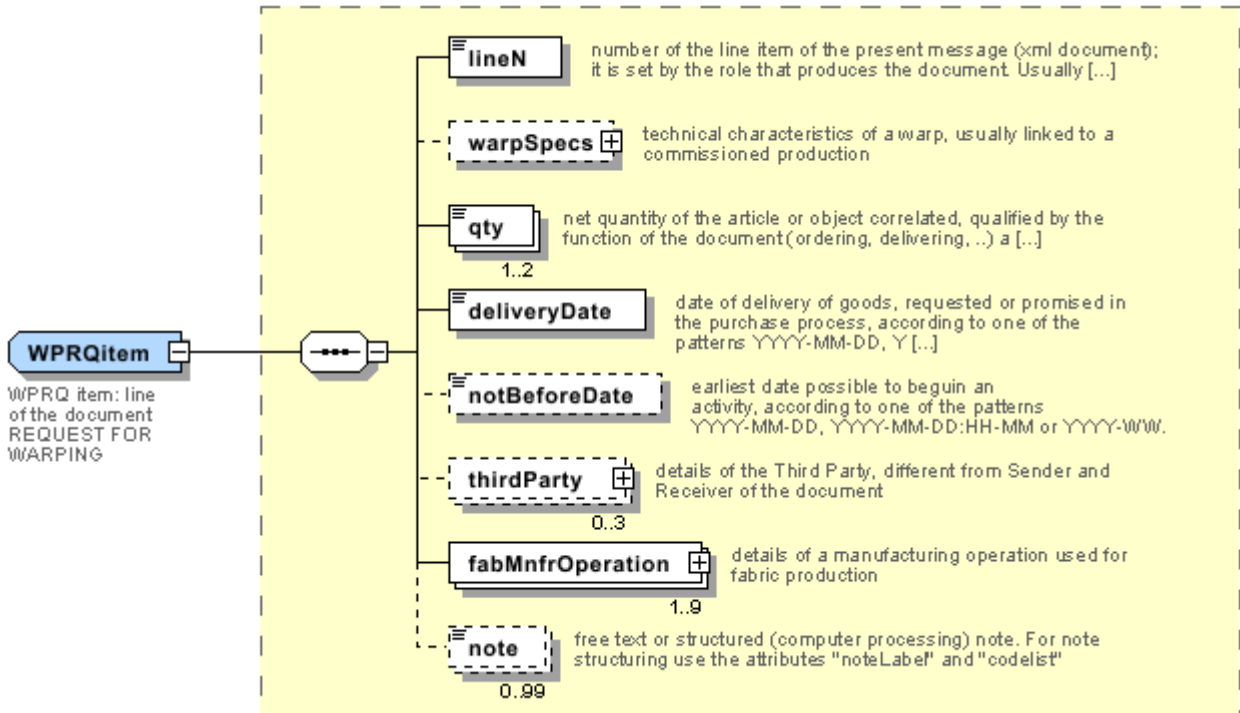 lineN
number of the line item of the present message (xml document);
it is set by the role that produces the document. Usually [...]
warpSpecs
technical characteristics of a warp, usually linked to a
commissioned production
qty
net quantity of the article or object correlated, qualified by the
function of the document (ordering, delivering, ..) a [...]
1..2
deliveryDate
date of delivery of goods, requested or promised in
the purchase process, according to one of the
patterns YYYY-MM-DD, Y [...]
WPRQitem
WPRQ item: line
of the document
REQUEST FOR
WARPING
notBeforeDate
earliest date possible to beguin an
activity, according to one of the patterns
YYYY-MM-DD, YYYY-MM-DD:HH-MM or YYYY-WW.
thirdParty
details of the Third Party, different from Sender and
Receiver of the document
0..3
fabMnfrOperation
details of a manufacturing operation used for
fabric production
1..9
note
free text or structured (computer processing) note. For note
structuring use the attributes "noteLabel" and "codelist"
0..99